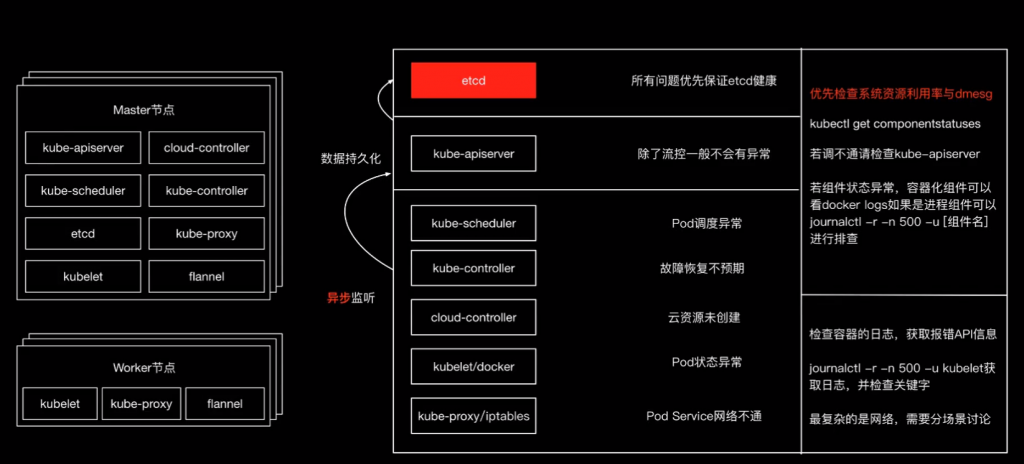 Master节点
kube-apiserver
cloud-controller
kube-scheduler
kube-controller
etcd
kube-proxy
kubelet
flannel
Worker节点
kubelet
kube-proxy
flannel
数据持久化
异步监听
etcd
所有问题优先保证etcd健康
kube-apiserver
除了流控一般不会有异常
kube-scheduler
Pod调度异常
kube-controller
故障恢复不预期
cloud-controller
云资源未创建
kubelet/docker
Pod状态异常
kube-proxy/iptables
Pod Service网络不通
优先检查系统资源利用率与dmesg
kubectl get componentstatuses
若调不通请检查kube-apiserver
若组件状态异常，容器化组件可以
看docker logs如果是进程组件可以
journalctl -r -n 500 -u [组件名]
进行排查
检查容器的日志，获取报错API信息
journalctl -r -n 500 -u kubelet获
取日志，并检查关键字
最复杂的是网络，需要分场景讨论